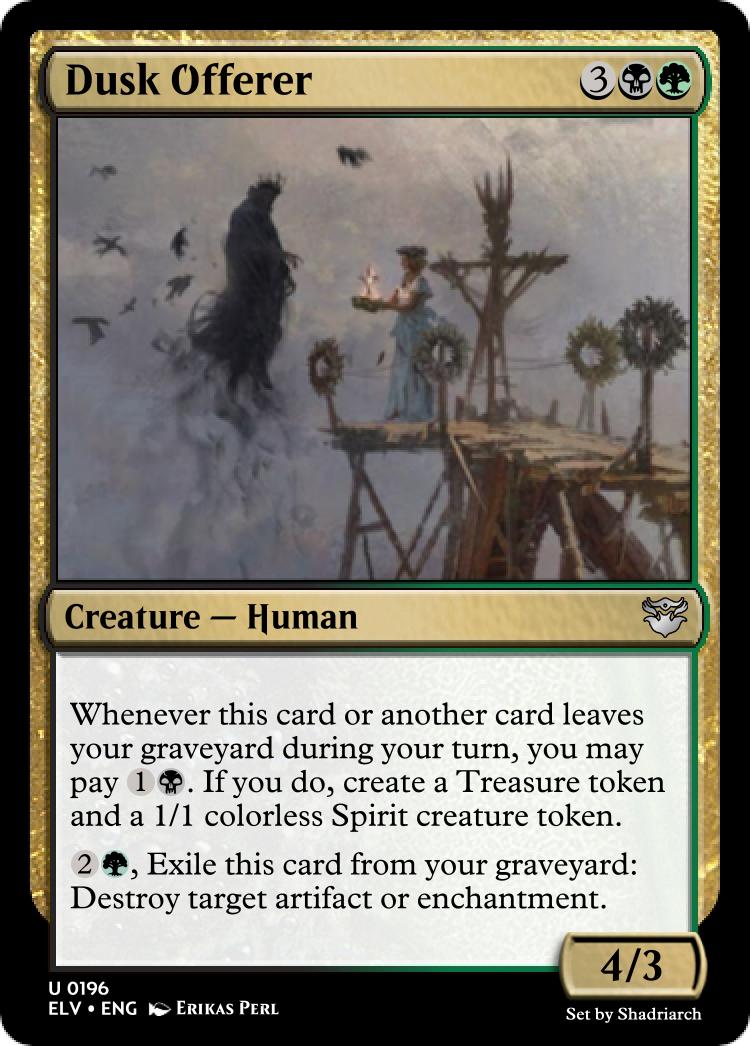 Dusk Offerer 3
Creature — Human
Whenever this card or another card leaves
your graveyard during your turn, you may
pay 1. If you do, create a Treasure token
and a 1/1 colorless Spirit creature token.
2, Exile this card from your graveyard:
Destroy target artifact or enchantment.
4/3
U 0196
ELV • ENG Erikas Perl
Set by Shadriarch